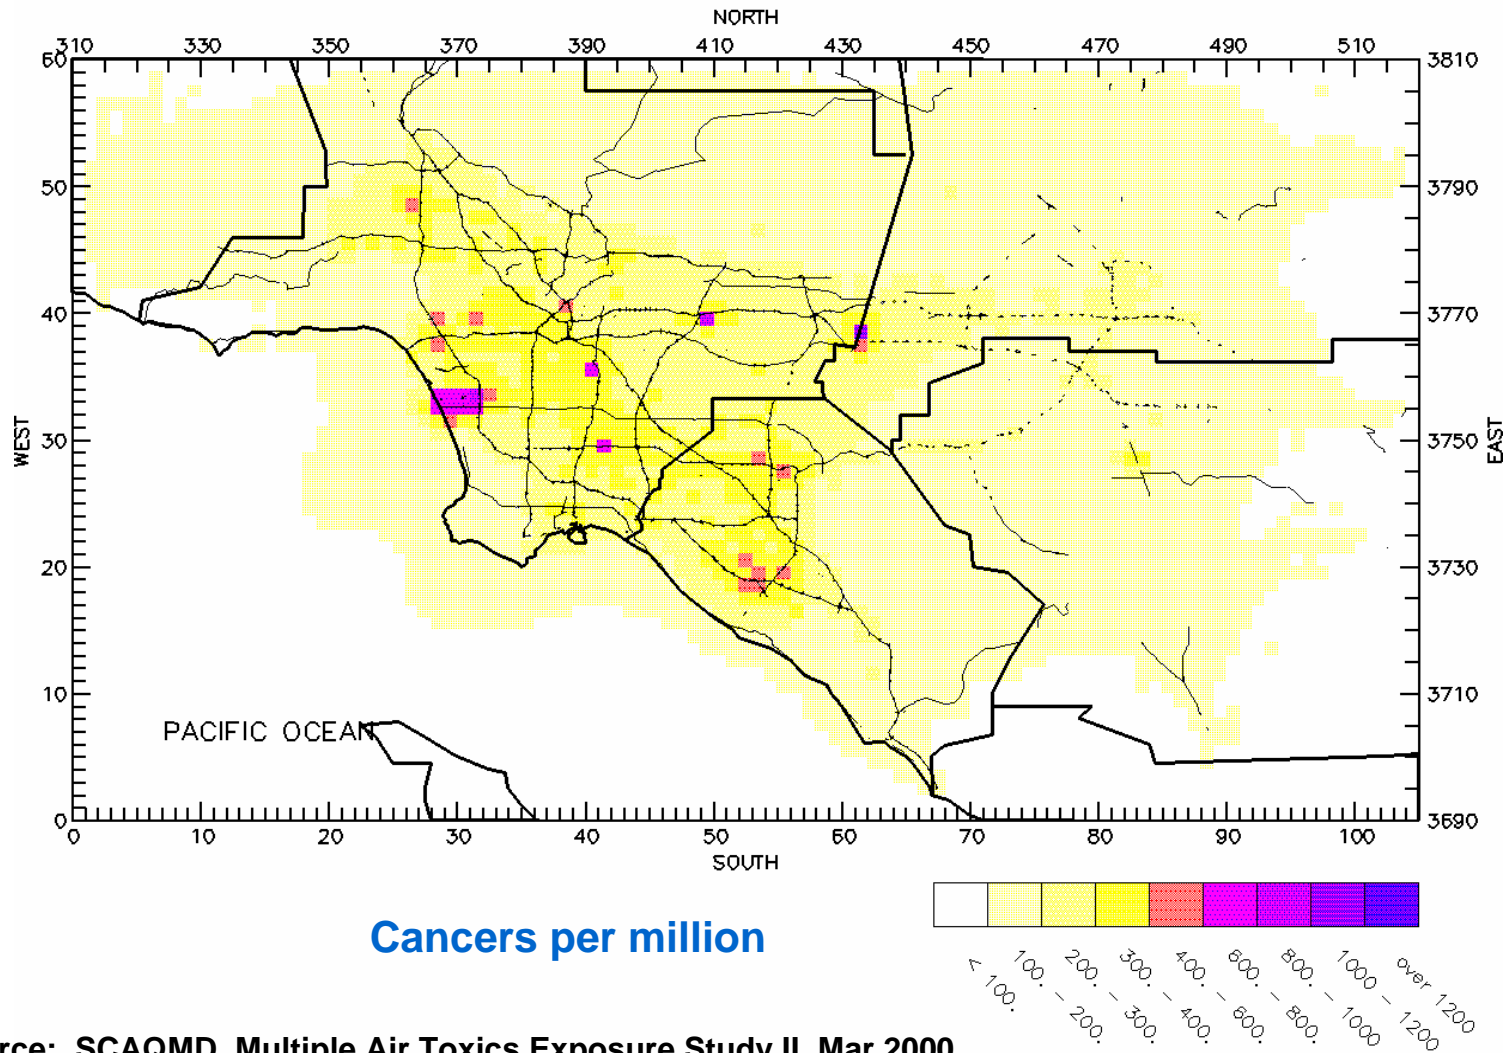 NORTH
310 330 350 370 390 410 430 450 470 490 510
60 3810
50 3790
40 3770
30 3750
WEST
EAST
20 3730
10 3710
PACIFIC OCEAN
0 3690
0 10 20 30 40 50 60 70 80 90 100
SOUTH
Cancers per million
< 100.
100. - 200.
200. - 300.
300. - 400.
400. - 600.
600. - 800.
800. - 1000
1000 - 1200
over 1200
rce: SCAQMD Multiple Air Toxics Exposure Study II Mar 2000